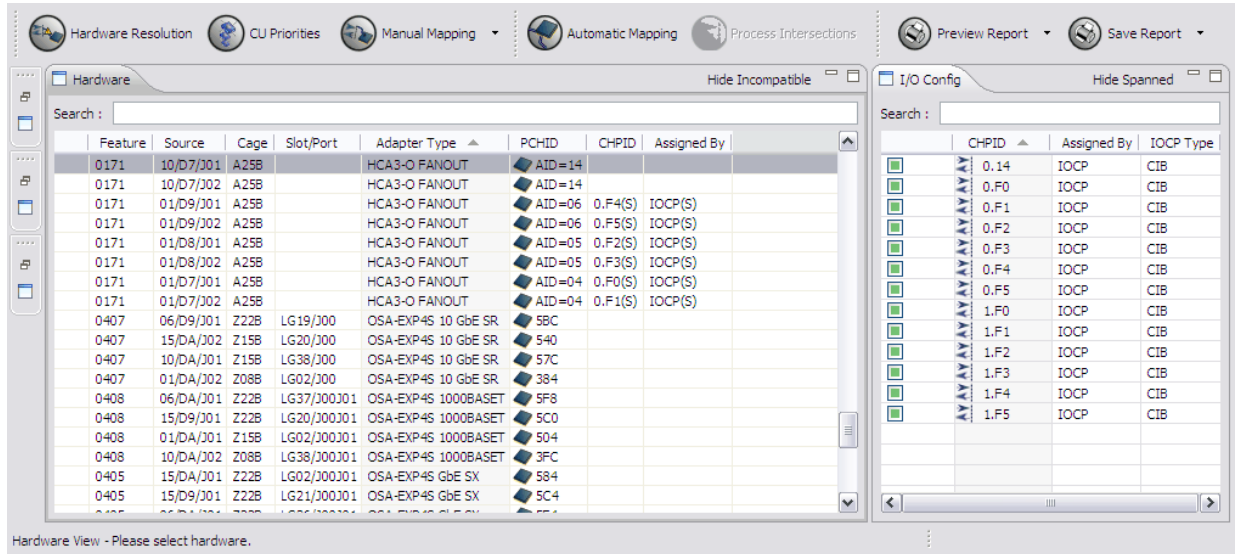 Hardware Resolution CU Priorities Manual Mapping Automatic Mapping Process Intersections Preview Report Save Report
Hardware Hide Incompatible
Search :
Feature Source Cage Slot/Port Adapter Type PCHID CHPID Assigned By
0171 10/D7/J01 A25B HCA3-O FANOUT AID=14
0171 10/D7/J02 A25B HCA3-O FANOUT AID=14
0171 01/D9/J01 A25B HCA3-O FANOUT AID=06 0.F4(S) IOCP(S)
0171 01/D9/J02 A25B HCA3-O FANOUT AID=06 0.F5(S) IOCP(S)
0171 01/D8/J01 A25B HCA3-O FANOUT AID=05 0.F2(S) IOCP(S)
0171 01/D8/J02 A25B HCA3-O FANOUT AID=05 0.F3(S) IOCP(S)
0171 01/D7/J01 A25B HCA3-O FANOUT AID=04 0.F0(S) IOCP(S)
0171 01/D7/J02 A25B HCA3-O FANOUT AID=04 0.F1(S) IOCP(S)
0407 06/D9/J01 Z22B LG19/J00 OSA-EXP4S 10 GbE SR 5BC
0407 15/DA/J02 Z15B LG20/J00 OSA-EXP4S 10 GbE SR 540
0407 10/DA/J01 Z15B LG38/J00 OSA-EXP4S 10 GbE SR 57C
0407 01/DA/J02 Z08B LG02/J00 OSA-EXP4S 10 GbE SR 384
0408 06/DA/J01 Z22B LG37/J00J01 OSA-EXP4S 1000BASET 5F8
0408 15/D9/J01 Z22B LG20/J00J01 OSA-EXP4S 1000BASET 5C0
0408 01/DA/J01 Z15B LG02/J00J01 OSA-EXP4S 1000BASET 504
0408 10/DA/J02 Z08B LG38/J00J01 OSA-EXP4S 1000BASET 3FC
0405 15/DA/J01 Z22B LG02/J00J01 OSA-EXP4S GbE SX 584
0405 15/D9/J01 Z22B LG21/J00J01 OSA-EXP4S GbE SX 5C4
I/O Config Hide Spanned
Search :
CHPID Assigned By IOCP Type
0.14 IOCP CIB
0.F0 IOCP CIB
0.F1 IOCP CIB
0.F2 IOCP CIB
0.F3 IOCP CIB
0.F4 IOCP CIB
0.F5 IOCP CIB
1.F0 IOCP CIB
1.F1 IOCP CIB
1.F2 IOCP CIB
1.F3 IOCP CIB
1.F4 IOCP CIB
1.F5 IOCP CIB
Hardware View - Please select hardware.